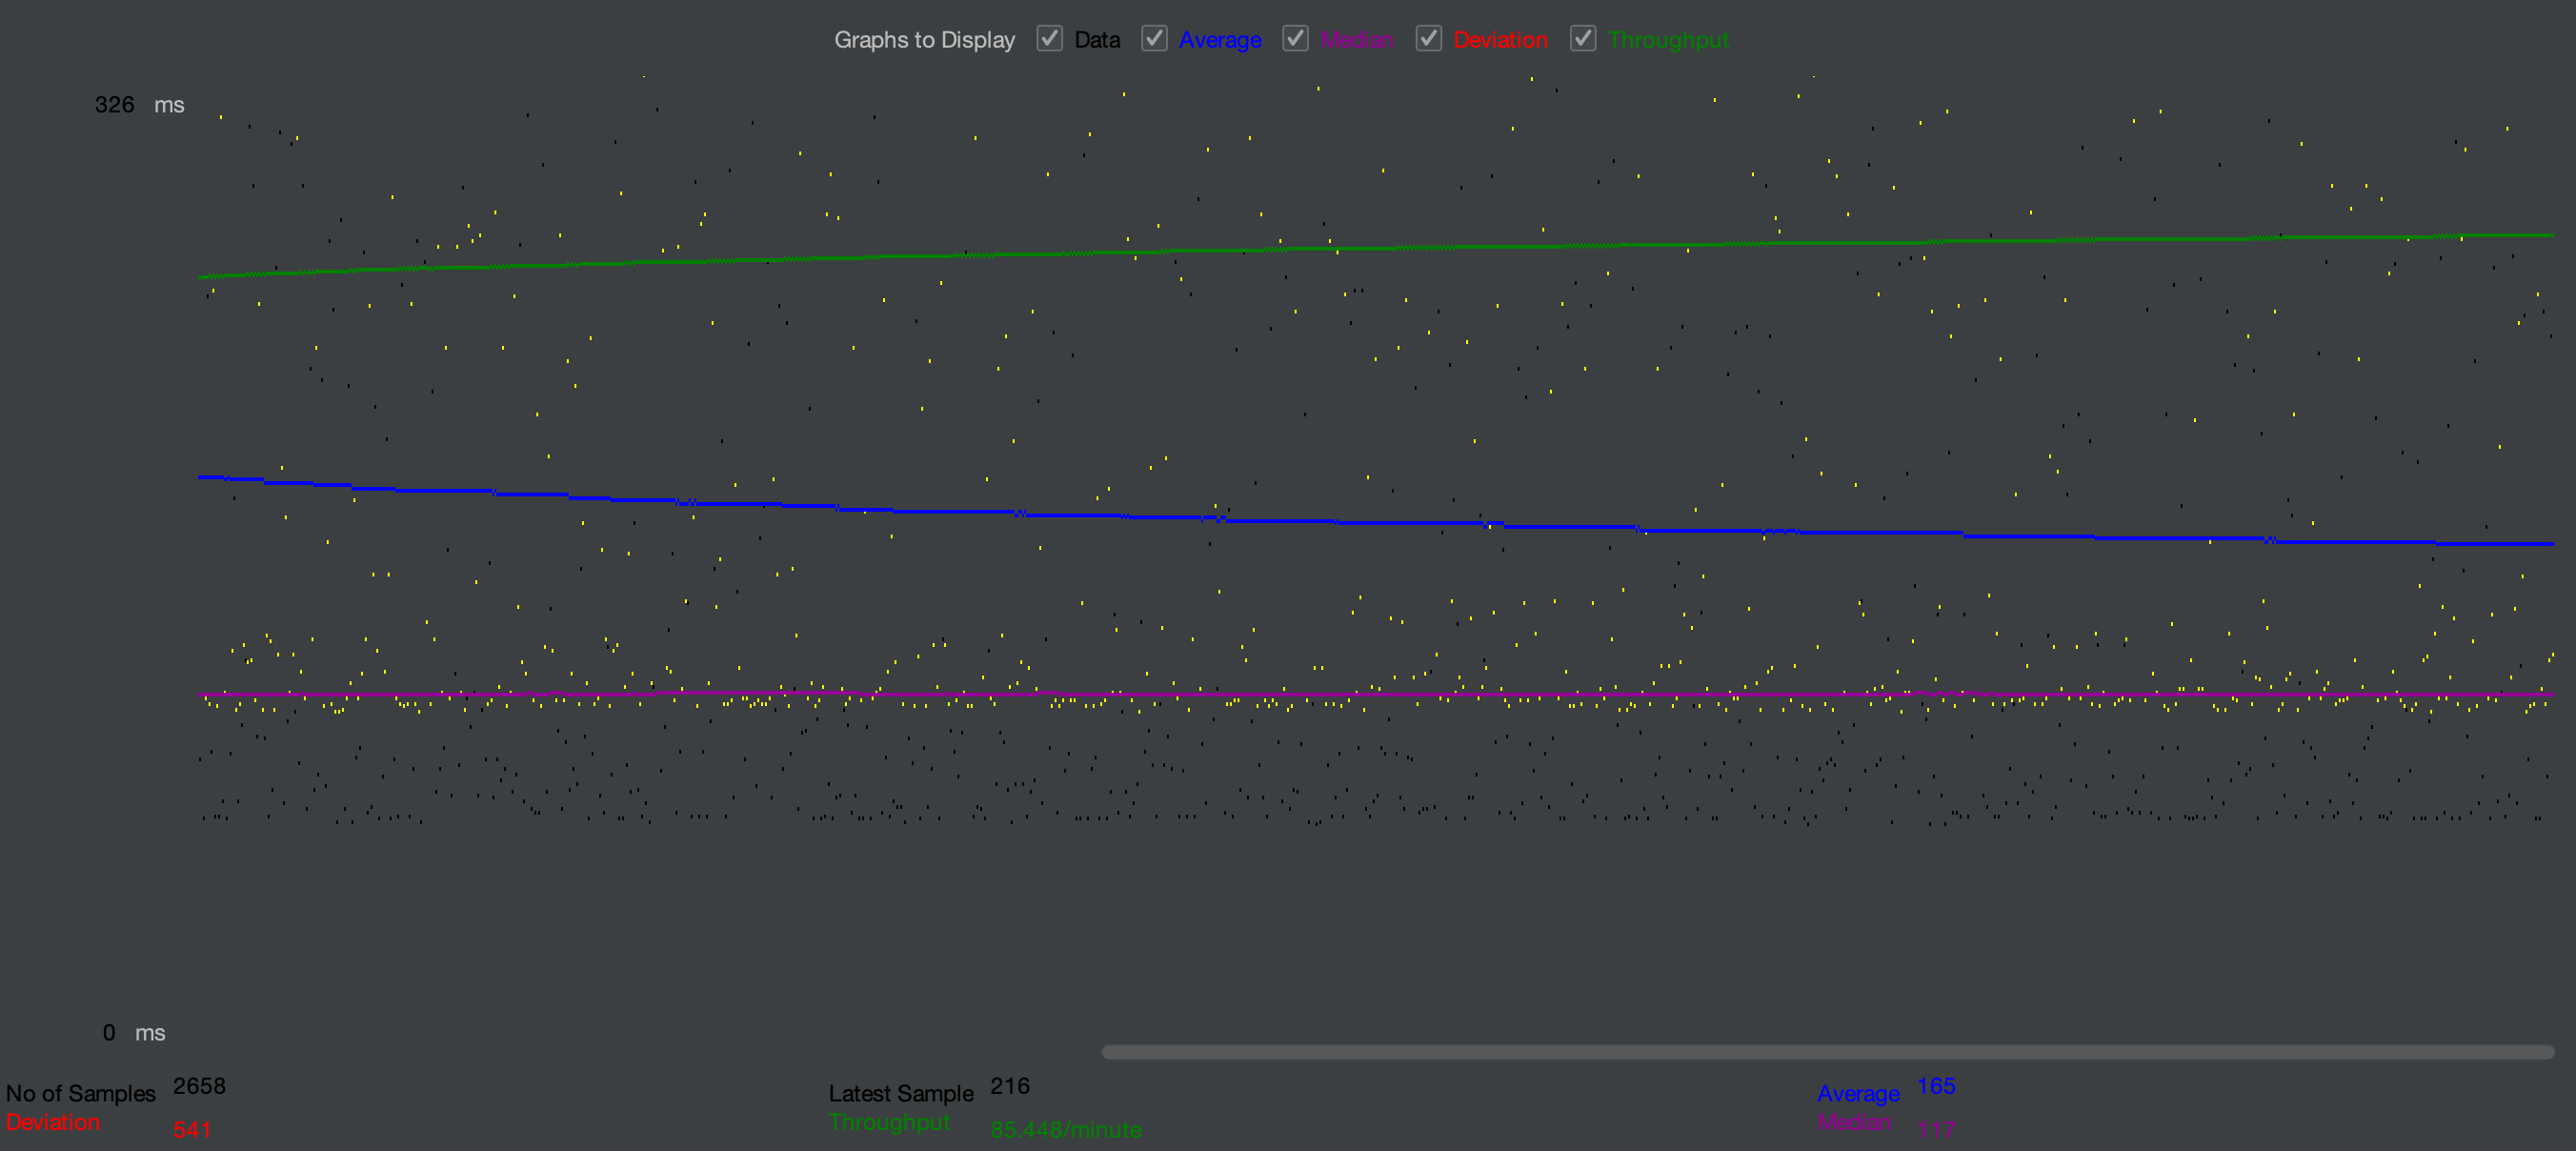 Graphs to Display Data Average Median Deviation Throughput
326 ms
0 ms
No of Samples 2658 Latest Sample 216 Average 165
Deviation 541 Throughput 85.448/minute Median 117